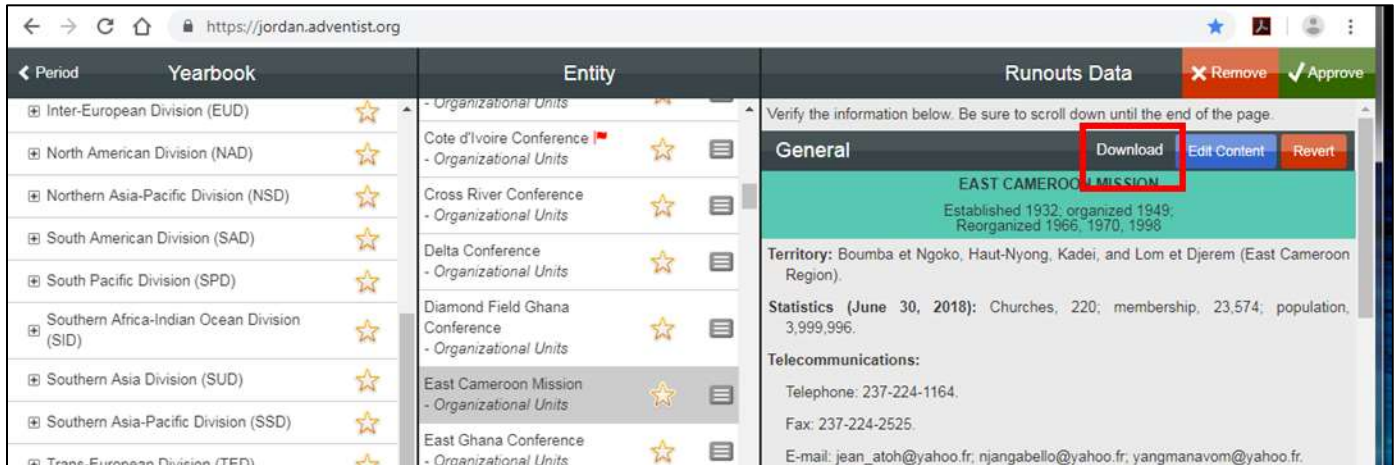 https://jordan.adventist.org
Period
Yearbook
Inter-European Division (EUD)
North American Division (NAD)
Northern Asia-Pacific Division (NSD)
South American Division (SAD)
South Pacific Division (SPD)
Southern Africa-Indian Ocean Division
(SID)
Southern Asia Division (SUD)
Southern Asia-Pacific Division (SSD)
Trans-European Division (TED)
Entity
- Organizational Units
Cote d'Ivoire Conference
- Organizational Units
Cross River Conference
- Organizational Units
Delta Conference
- Organizational Units
Diamond Field Ghana
Conference
- Organizational Units
East Cameroon Mission
- Organizational Units
East Ghana Conference
- Organizational Units
Runouts Data
Remove
Approve
Verify the information below. Be sure to scroll down until the end of the page.
General
Download
Edit Content
Revert
EAST CAMEROON MISSION
Established 1932; organized 1949;
Reorganized 1966, 1970, 1998
Territory: Boumba et Ngoko, Haut-Nyong, Kadei, and Lom et Djerem (East Cameroon
Region).
Statistics (June 30, 2018): Churches, 220; membership, 23,574; population,
3,999,996.
Telecommunications:
Telephone: 237-224-1164.
Fax: 237-224-2525.
E-mail: jean_atoh@yahoo.fr; njangabello@yahoo.fr; yangmanavom@yahoo.fr.